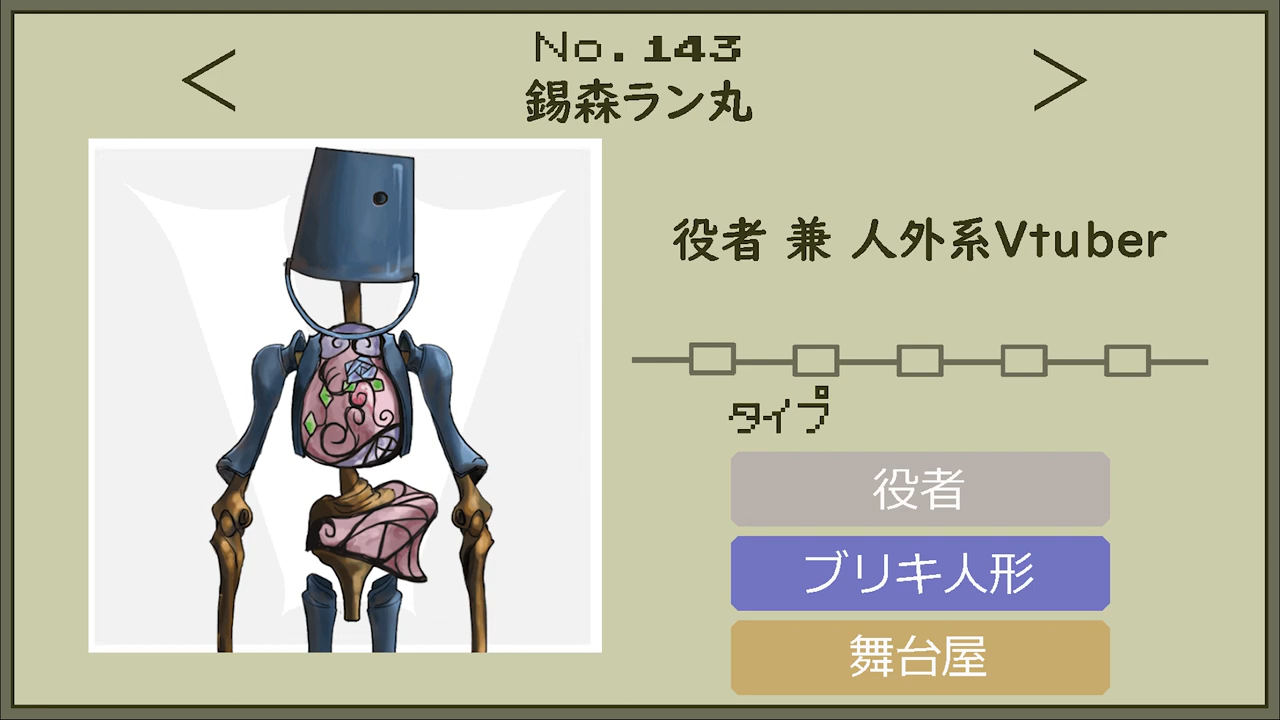 No.143
錫森ラン丸
役者 兼 人外系Vtuber
タイプ
役者
ブリキ人形
舞台屋